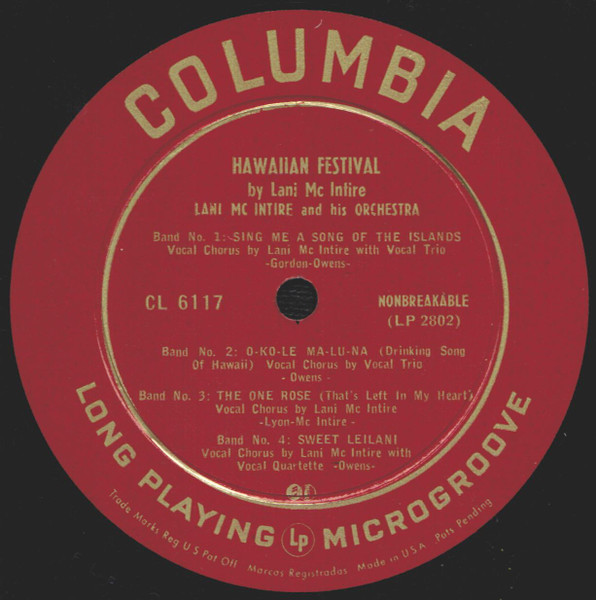 COLUMBIA
HAWAIIAN FESTIVAL
by Lani Mc Intire
LANI MC INTIRE and his ORCHESTRA
Band No. 1: SING ME A SONG OF THE ISLANDS
Vocal Chorus by Lani Mc Intire with Vocal Trio
-Gordon-Owens-
CL 6117
NONBREAKABLE
(LP 2802)
Band No. 2: O-KO-LE MA-LU-NA (Drinking Song
Of Hawaii) Vocal Chorus by Vocal Trio
- Owens -
Band No. 3: THE ONE ROSE (That's Left In My Heart)
Vocal Chorus by Lani Mc Intire
-Lyon-Mc Intire -
Band No. 4: SWEET LEILANI
Vocal Chorus by Lani Mc Intire with
Vocal Quartette -Owens-
LONG PLAYING Lp MICROGROOVE
Trade Marks Reg U S Pat Off Marcas Registradas Made in U.S.A. Pats Pending